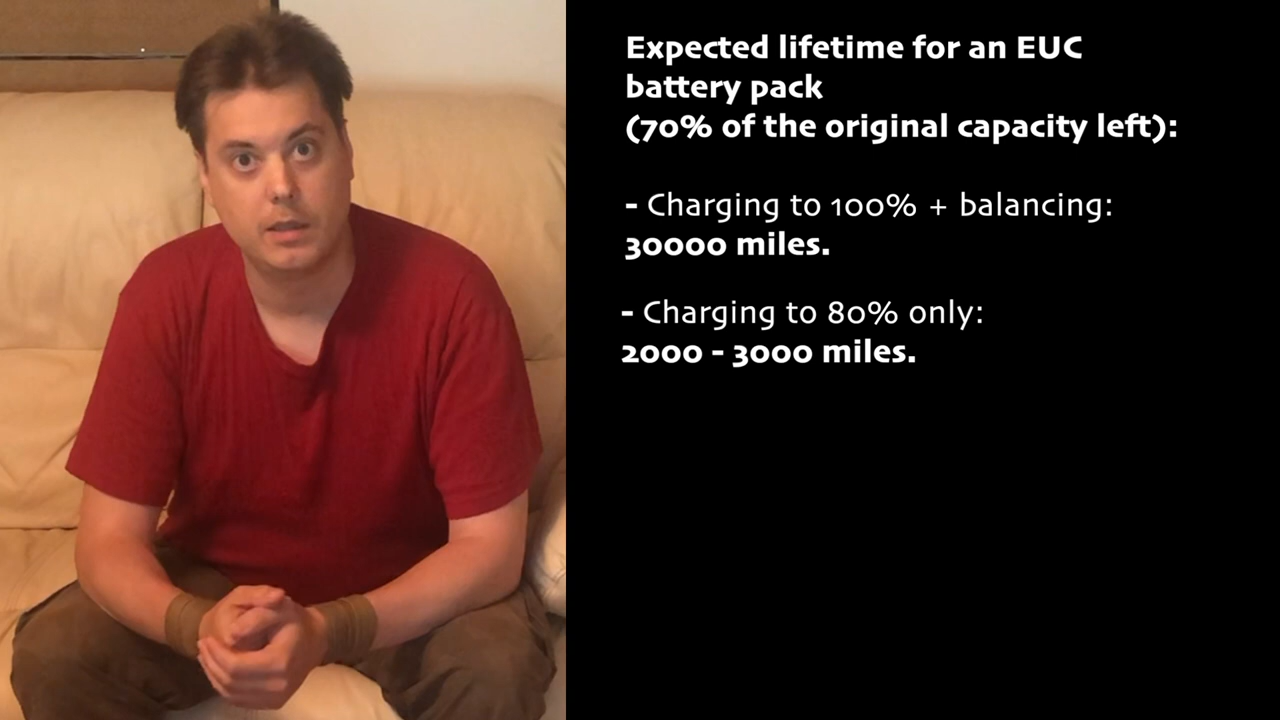 Expected lifetime for an EUC
battery pack
(70% of the original capacity left):
- Charging to 100% + balancing:
30000 miles.
- Charging to 80% only:
2000 - 3000 miles.